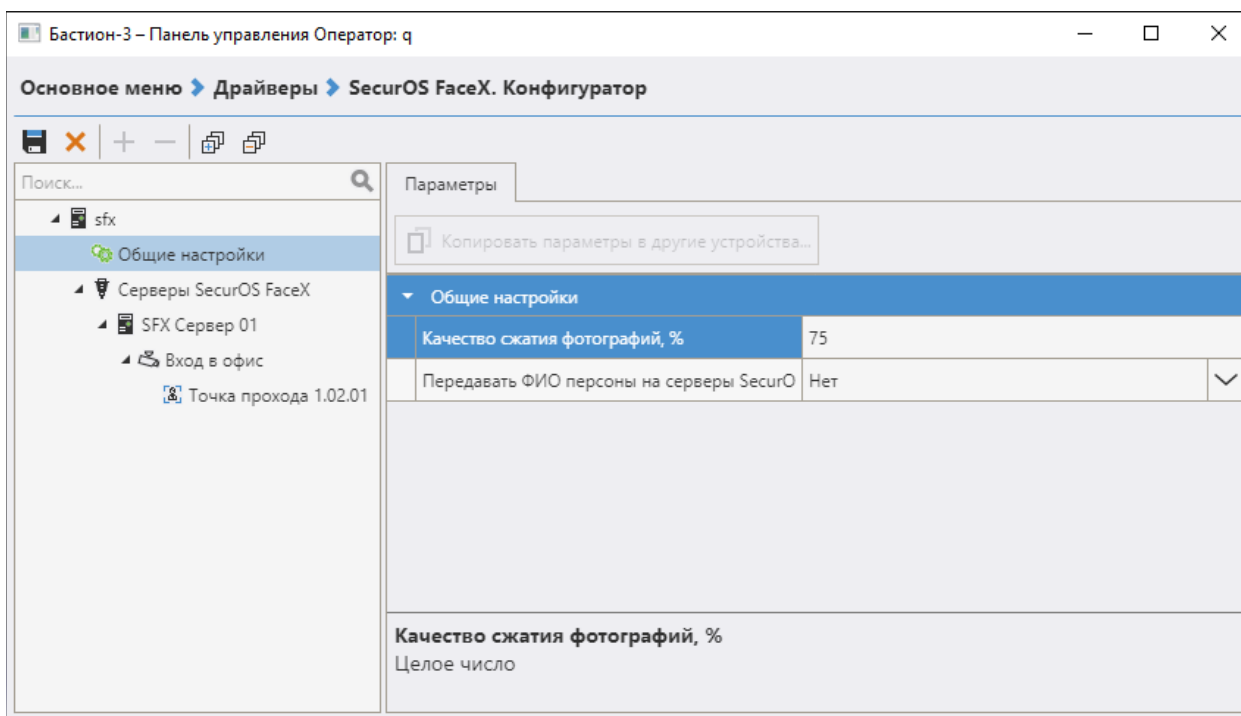 Бастион-3 – Панель управления Оператор: q
Основное меню Драйверы SecurOS FaceX. Конфигуратор
Поиск...
Параметры
sfx
Копировать параметры в другие устройства...
Общие настройки
Серверы SecurOS FaceX
Общие настройки
SFX Сервер 01
Качество сжатия фотографий, % 75
Вход в офис
Передавать ФИО персоны на серверы SecurO Нет
Точка прохода 1.02.01
Качество сжатия фотографий, %
Целое число